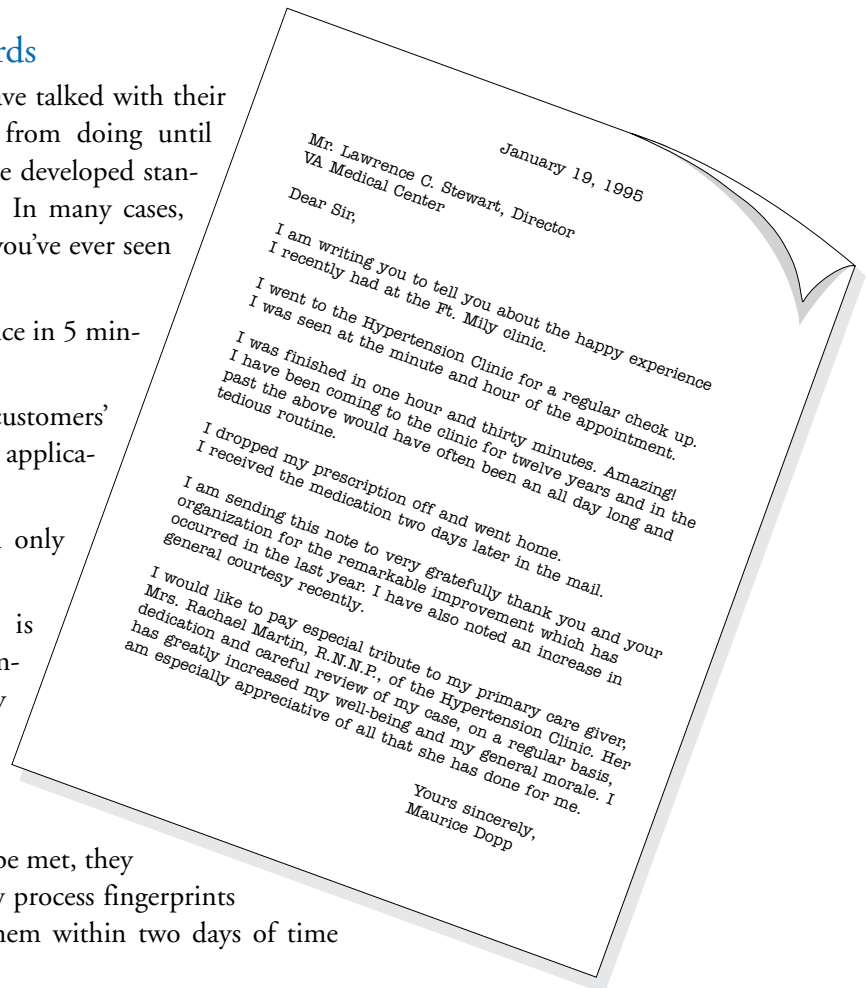 rds
ave talked with their
from doing until
e developed stan-
In many cases,
you've ever seen
ce in 5 min-
customers'
applica-
only
is
n-
y
be met, they
y process fingerprints
hem within two days of time
January 19, 1995
Mr. Lawrence C. Stewart, Director
VA Medical Center
Dear Sir,
I am writing you to tell you about the happy experience
I recently had at the Ft. Mily clinic.
I went to the Hypertension Clinic for a regular check up.
I was seen at the minute and hour of the appointment.
I was finished in one hour and thirty minutes. Amazing!
I have been coming to the clinic for twelve years and in the
past the above would have often been an all day long and
tedious routine.
I dropped my prescription off and went home.
I received the medication two days later in the mail.
I am sending this note to very gratefully thank you and your
organization for the remarkable improvement which has
occurred in the last year. I have also noted an increase in
general courtesy recently.
I would like to pay especial tribute to my primary care giver,
Mrs. Rachael Martin, R.N.N.P., of the Hypertension Clinic. Her
dedication and careful review of my case, on a regular basis,
has greatly increased my well-being and my general morale. I
am especially appreciative of all that she has done for me.
Yours sincerely,
Maurice Dopp